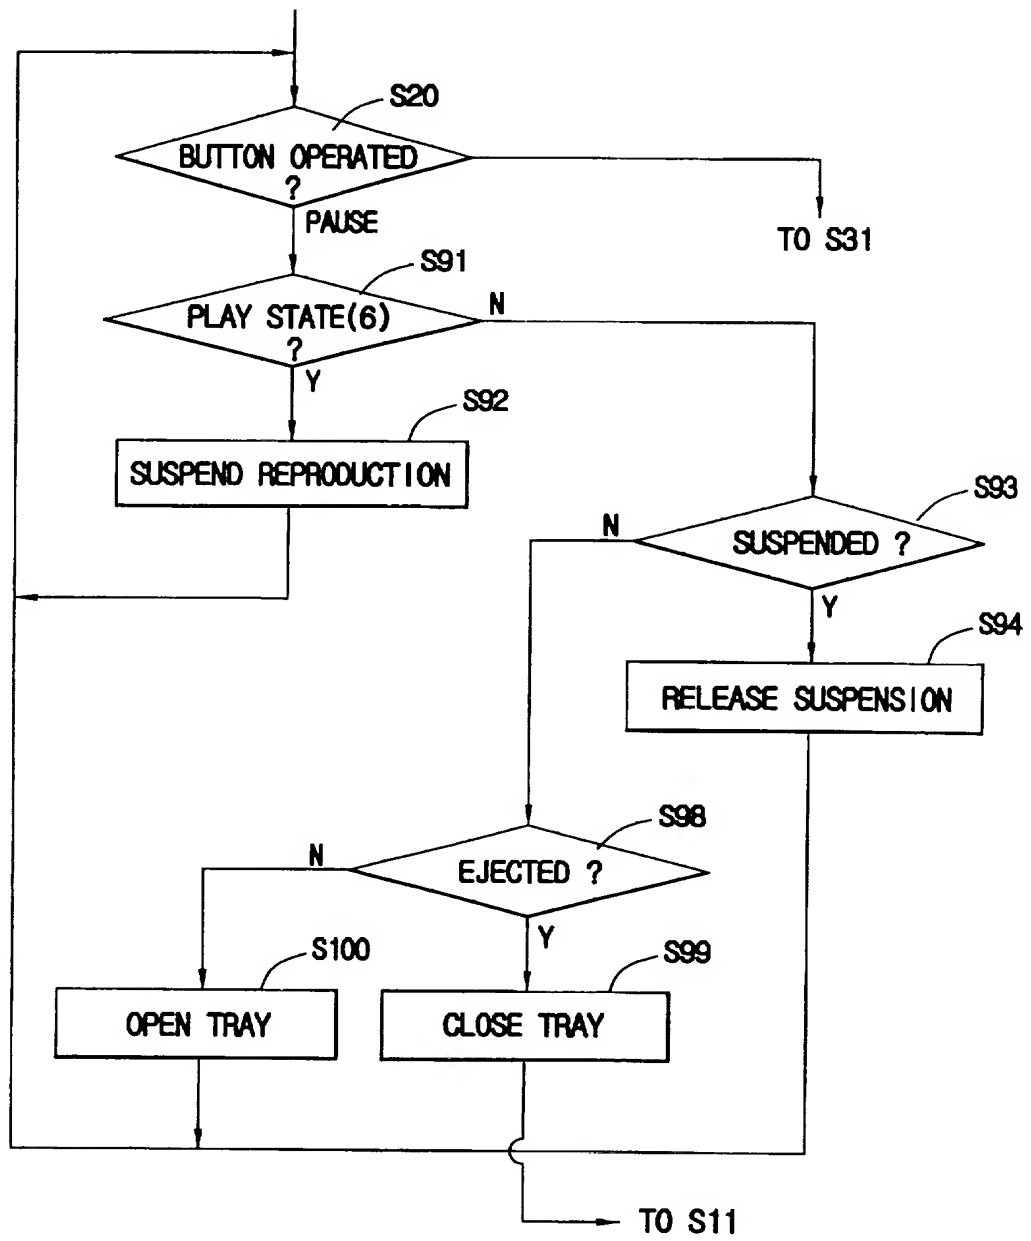 S20
BUTTON OPERATED
?
PAUSE
TO S31
S91
PLAY STATE(6)
?
N
Y
S92
SUSPEND REPRODUCTION
S93
SUSPENDED ?
N
Y
S94
RELEASE SUSPENSION
S98
EJECTED ?
N
Y
S100
OPEN TRAY
S99
CLOSE TRAY
TO S11